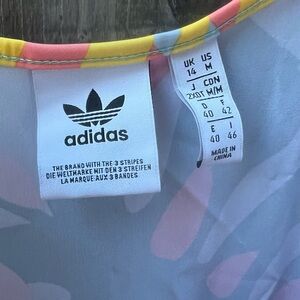 adidas
THE BRAND WITH THE 3 STRIPES
DIE WELTMARKE MIT DEN 3 STREIFEN
LA MARQUE AUX 3 BANDES
UK US
14 M
J CDN
2XOT M/M
D F
40 42
E I
40 46
MADE IN
CHINA